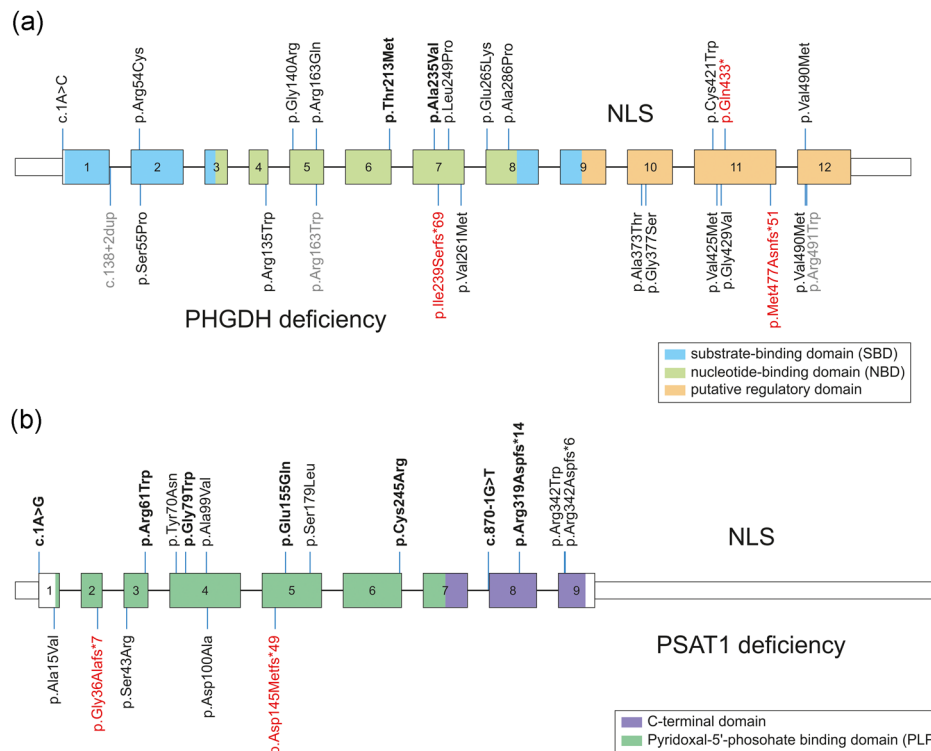 (a)
c.1A>C
p.Arg54Cys
p.Gly140Arg
p.Arg163Gln
p.Thr213Met
p.Ala235Val
p.Leu249Pro
p.Glu265Lys
p.Ala286Pro
NLS
p.Cys421Trp
p.Gln433*
p.Val490Met
1 2 3 4 5 6 7 8 9 10 11 12
c.138+2dup
p.Ser55Pro
p.Arg135Trp
p.Arg163Trp
p.Ile239Serfs*69
p.Val261Met
p.Ala373Thr
p.Gly377Ser
p.Val425Met
p.Gly429Val
p.Met477Asnfs*51
p.Val490Met
p.Arg491Trp
PHGDH deficiency
substrate-binding domain (SBD)
nucleotide-binding domain (NBD)
putative regulatory domain
(b)
c.1A>G
p.Arg61Trp
p.Tyr70Asn
p.Gly79Trp
p.Ala99Val
p.Glu155Gln
p.Ser179Leu
p.Cys245Arg
c.870-1G>T
p.Arg319Aspfs*14
p.Arg342Trp
p.Arg342Aspfs*6
NLS
1 2 3 4 5 6 7 8 9
p.Ala15Val
p.Gly36Alafs*7
p.Ser43Arg
p.Asp100Ala
p.Asp145Metfs*49
PSAT1 deficiency
C-terminal domain
Pyridoxal-5'-phosohate binding domain (PLP